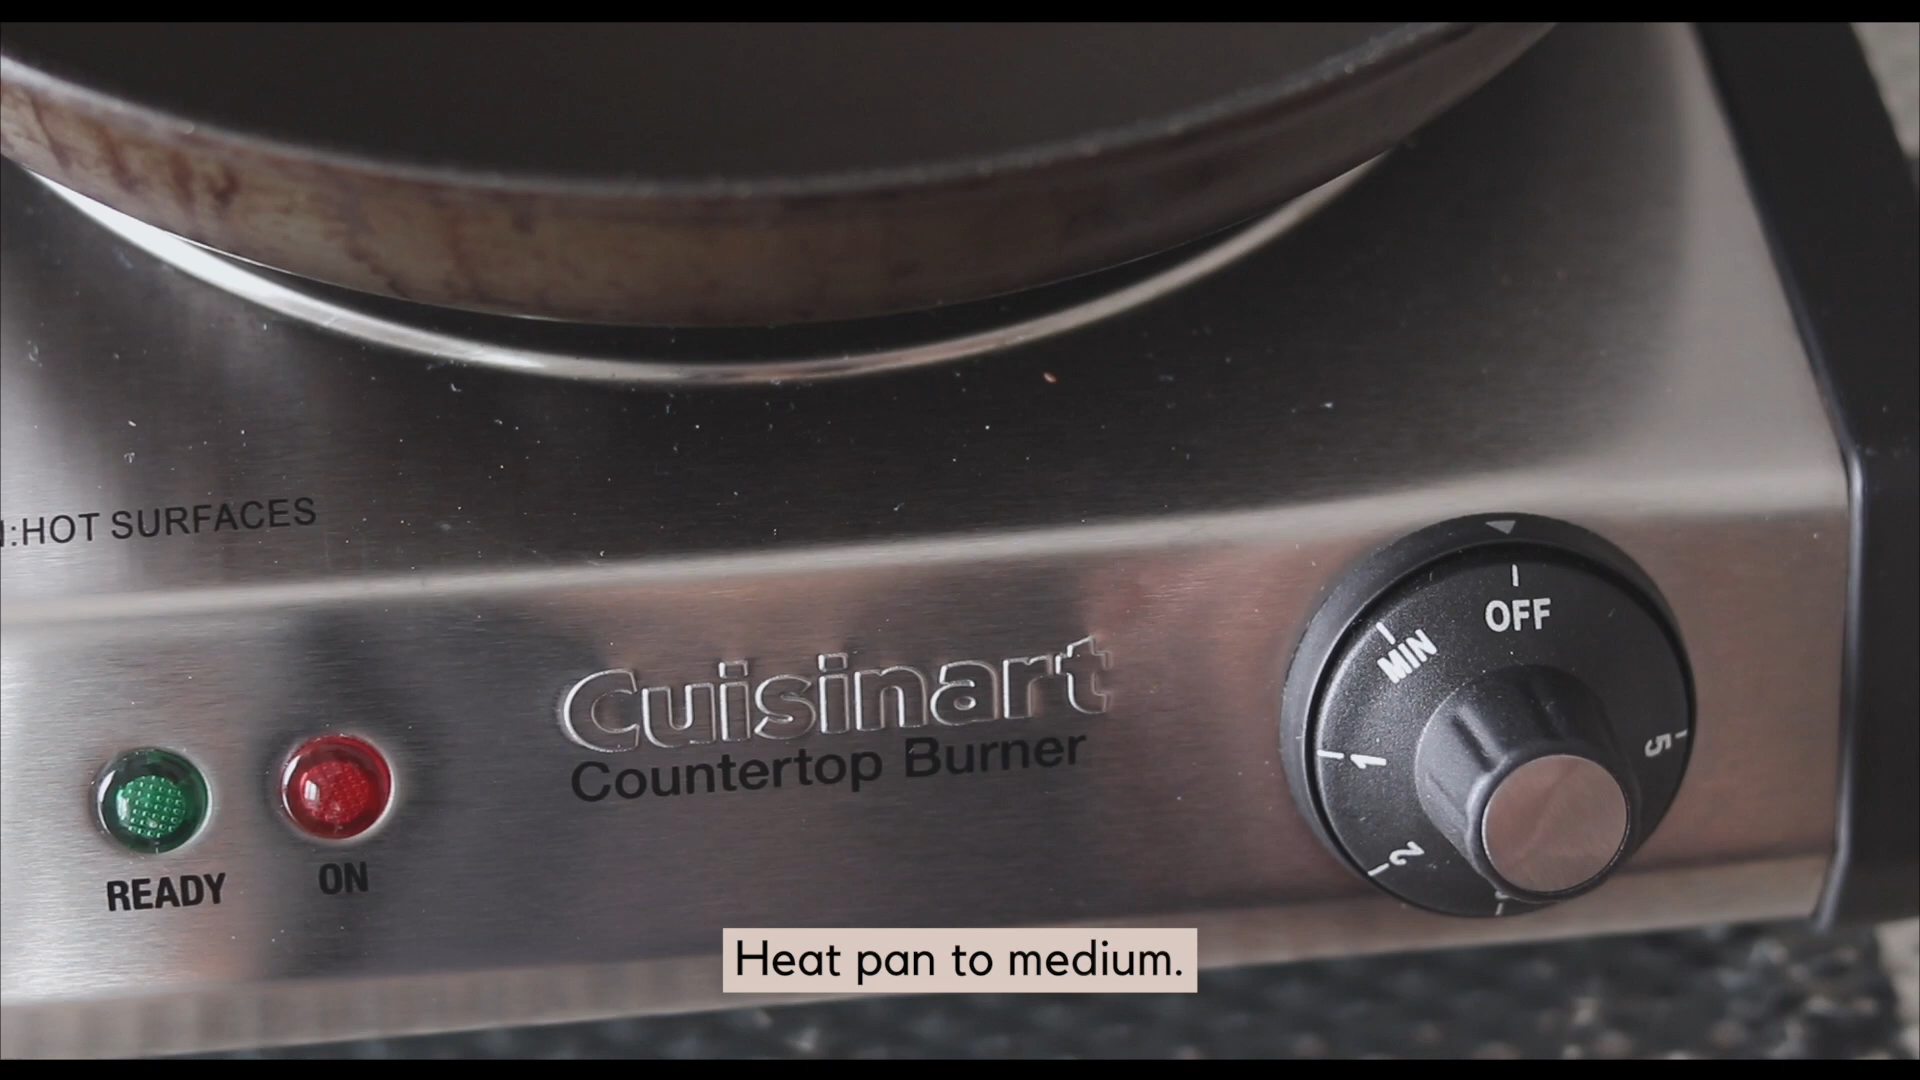 :HOT SURFACES
OFF
MIN
1
2
5
Cuisinart
Countertop Burner
READY
ON
Heat pan to medium.